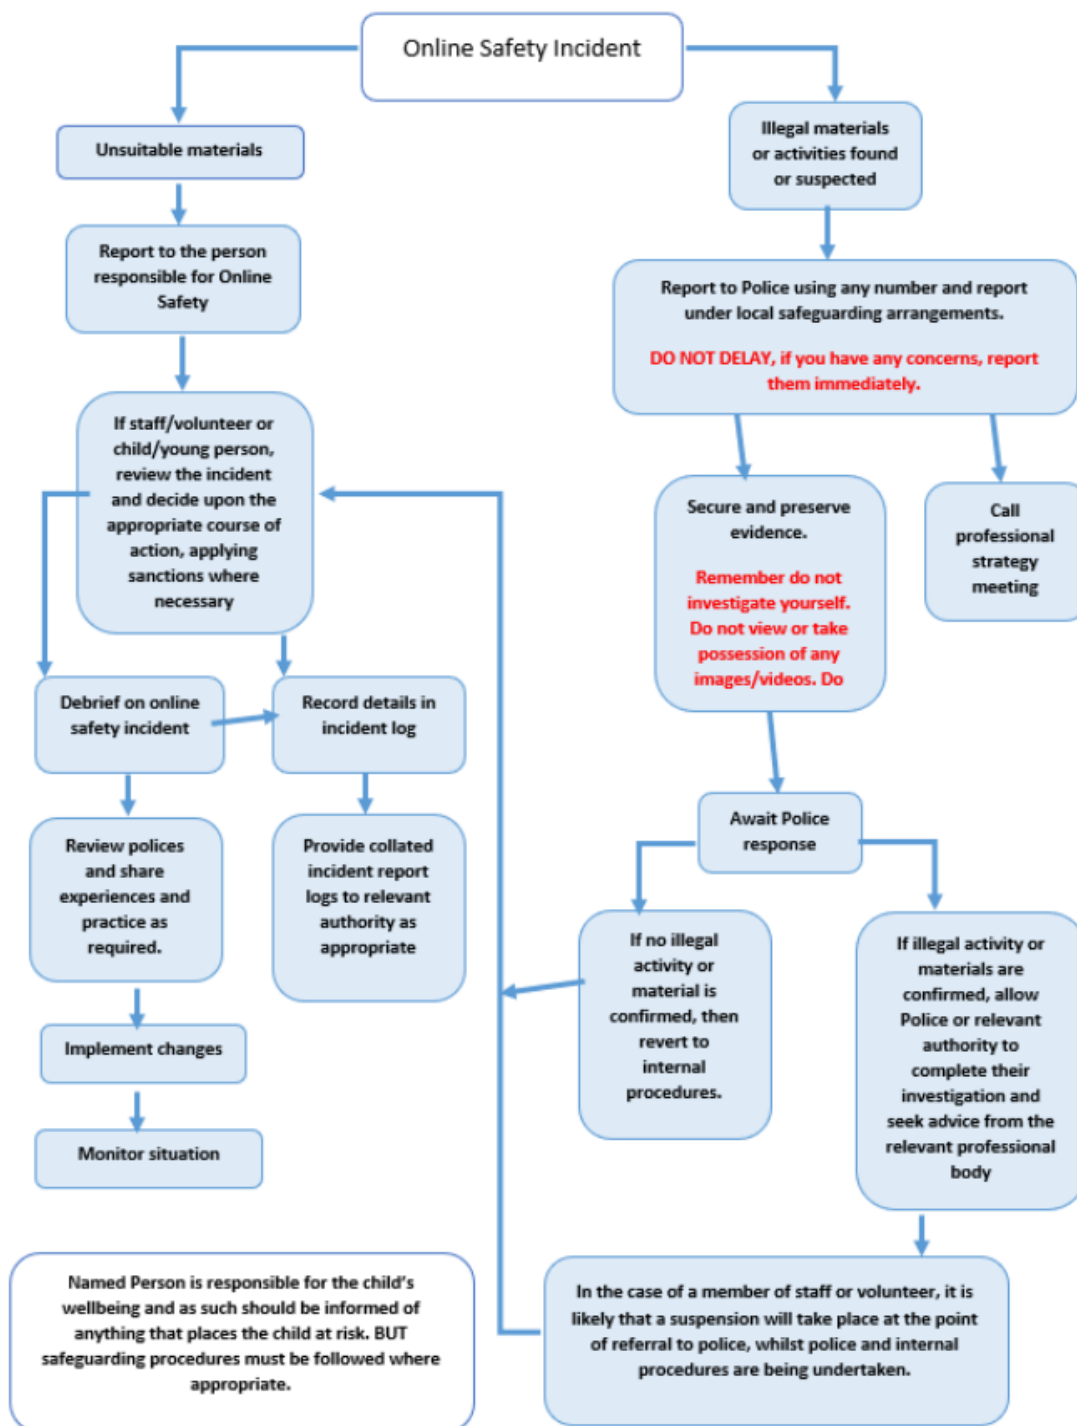 Online Safety Incident
Unsuitable materials
Report to the person
responsible for Online
Safety
If staff/volunteer or
child/young person,
review the incident
and decide upon the
appropriate course of
action, applying
sanctions where
necessary
Debrief on online
safety incident
Record details in
incident log
Review polices
and share
experiences and
practice as
required.
Provide collated
incident report
logs to relevant
authority as
appropriate
Implement changes
Monitor situation
Illegal materials
or activities found
or suspected
Report to Police using any number and report
under local safeguarding arrangements.
DO NOT DELAY, if you have any concerns, report
them immediately.
Secure and preserve
evidence.
Remember do not
investigate yourself.
Do not view or take
possession of any
images/videos. Do
Call
professional
strategy
meeting
Await Police
response
If no illegal
activity or
material is
confirmed, then
revert to
internal
procedures.
If illegal activity or
materials are
confirmed, allow
Police or relevant
authority to
complete their
investigation and
seek advice from the
relevant professional
body
In the case of a member of staff or volunteer, it is
likely that a suspension will take place at the point
of referral to police, whilst police and internal
procedures are being undertaken.
Named Person is responsible for the child's
wellbeing and as such should be informed of
anything that places the child at risk. BUT
safeguarding procedures must be followed where
appropriate.